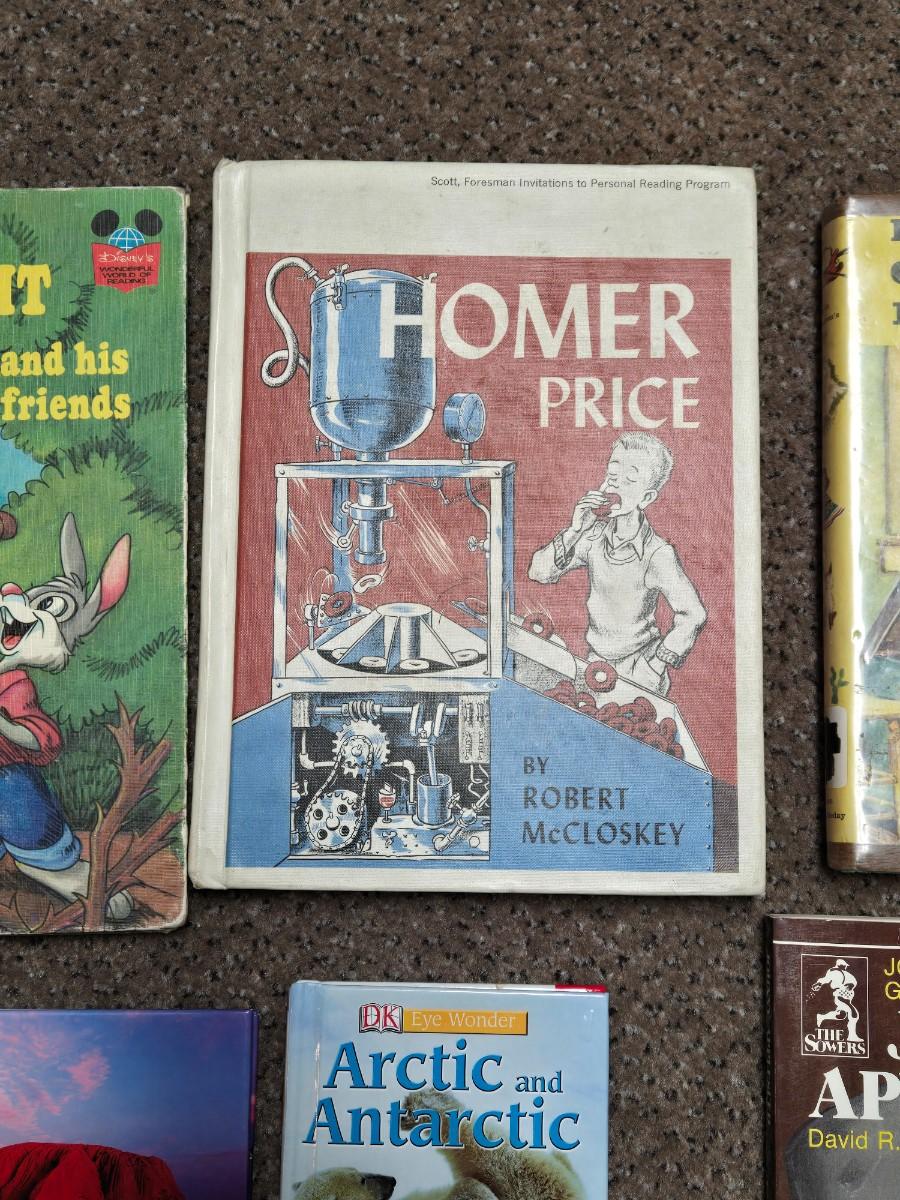 Scott, Foresman Invitations to Personal Reading Program
HOMER
PRICE
BY
ROBERT
McCLOSKEY
Disney's
WONDERFUL
WORLD OF
READING
IT
and his
friends
DK Eye Wonder
Arctic and
Antarctic
THE
SOWERS
AP
David R.